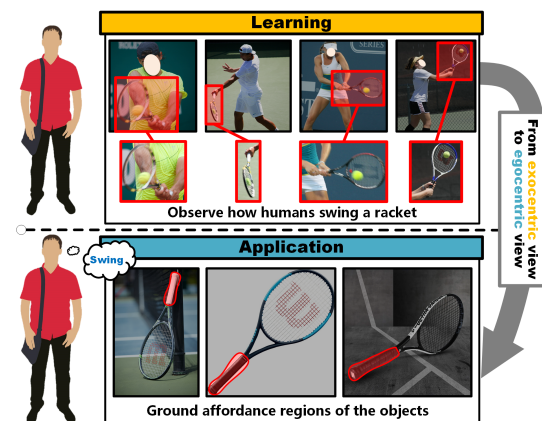 Learning
SERIES
Observe how humans swing a racket
From exocentric view
to egocentric view
Application
Swing
W
Ground affordance regions of the objects